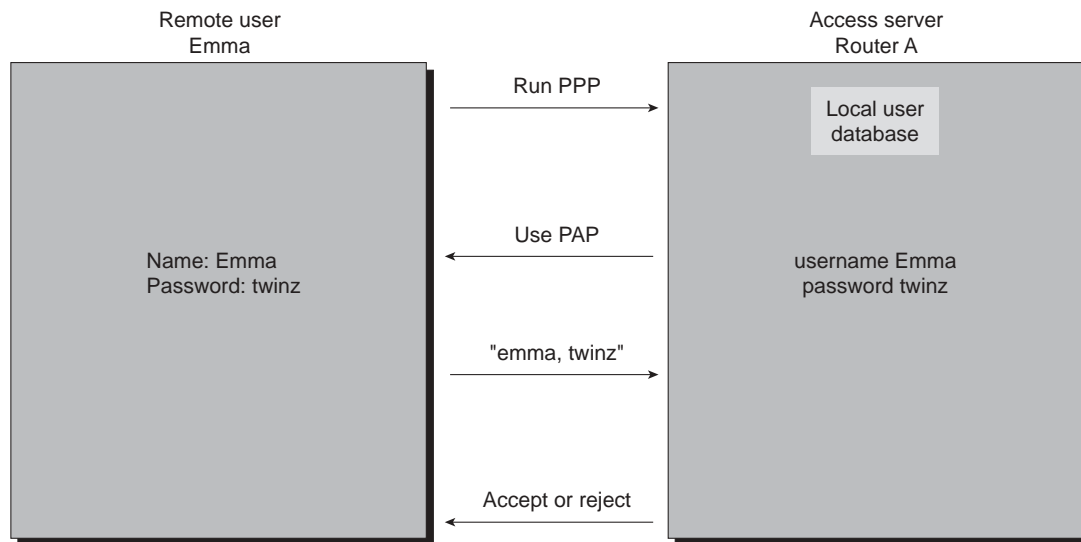 Remote user
Emma
Access server
Router A
Run PPP
Local user
database
Use PAP
Name: Emma
Password: twinz
username Emma
password twinz
"emma, twinz"
Accept or reject